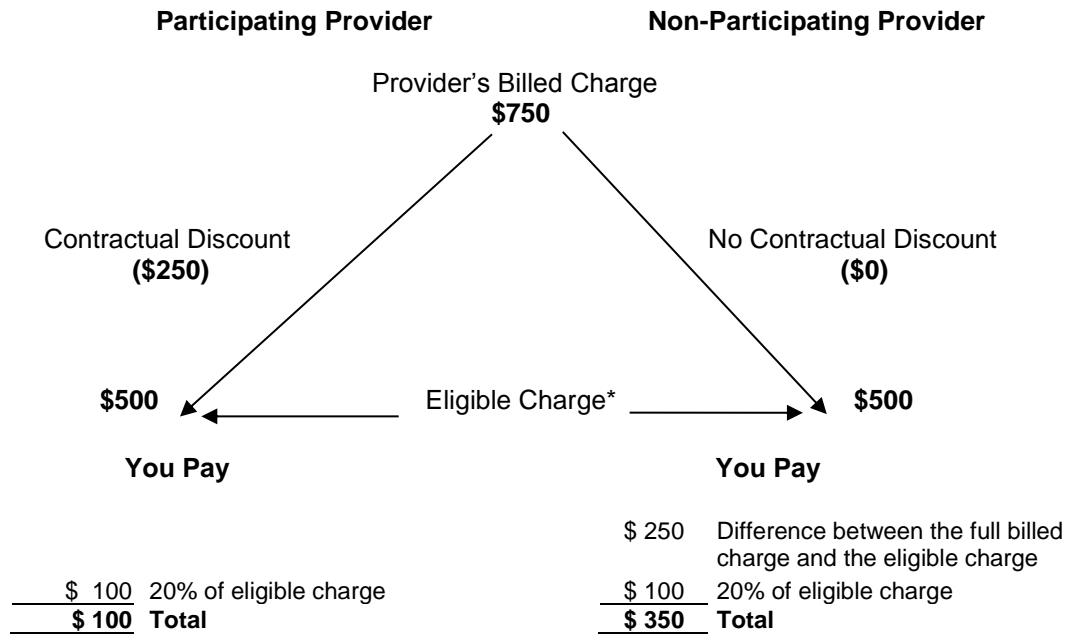 Participating Provider
Non-Participating Provider
Provider's Billed Charge
$750
Contractual Discount
($250)
No Contractual Discount
($0)
$500
Eligible Charge*
$500
You Pay
You Pay
$ 250 Difference between the full billed
charge and the eligible charge
$ 100 20% of eligible charge
$ 100 Total
$ 100 20% of eligible charge
$ 350 Total